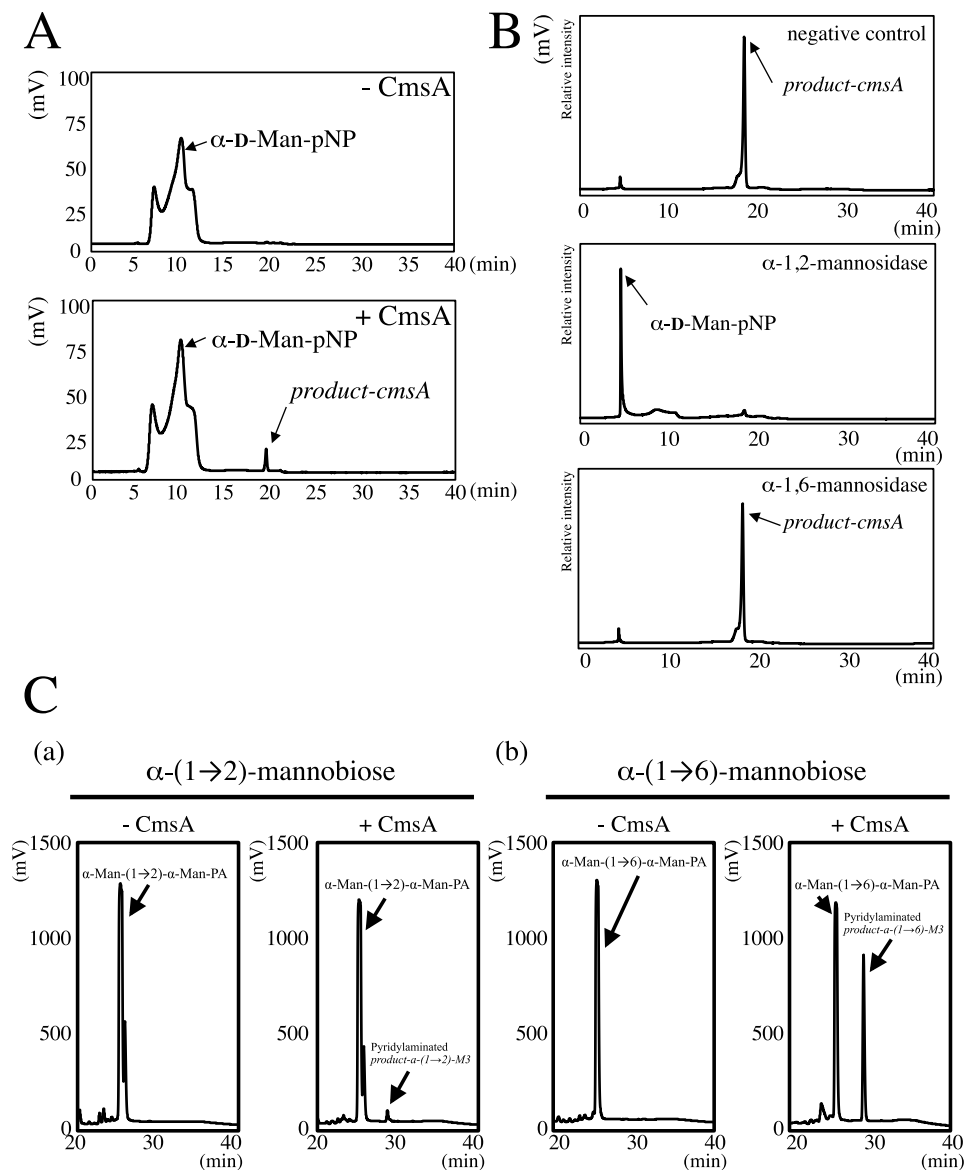 A
(mV)
100
- CmsA
75
α-D-Man-pNP
50
25
0
0 5 10 15 20 25 30 35 40 (min)
(mV)
100
+ CmsA
75
α-D-Man-pNP
50
product-cmsA
25
0
0 5 10 15 20 25 30 35 40 (min)
B
(mV)
Relative intensity
negative control
product-cmsA
0 10 20 30 40
(min)
Relative intensity
α-1,2-mannosidase
α-D-Man-pNP
0 10 20 30 40
(min)
Relative intensity
α-1,6-mannosidase
product-cmsA
0 10 20 30 40
(min)
C
(a)
α-(1→2)-mannobiose
- CmsA
(mV)
1500
α-Man-(1→2)-α-Man-PA
1000
500
0
20 30 40
(min)
+ CmsA
(mV)
1500
α-Man-(1→2)-α-Man-PA
1000
500
Pyridylaminated
product-a-(1→2)-M3
0
20 30 40
(min)
(b)
α-(1→6)-mannobiose
- CmsA
(mV)
1500
α-Man-(1→6)-α-Man-PA
1000
500
0
20 30 40
(min)
+ CmsA
(mV)
1500
α-Man-(1→6)-α-Man-PA
Pyridylaminated
product-a-(1→6)-M3
1000
500
0
20 30 40
(min)